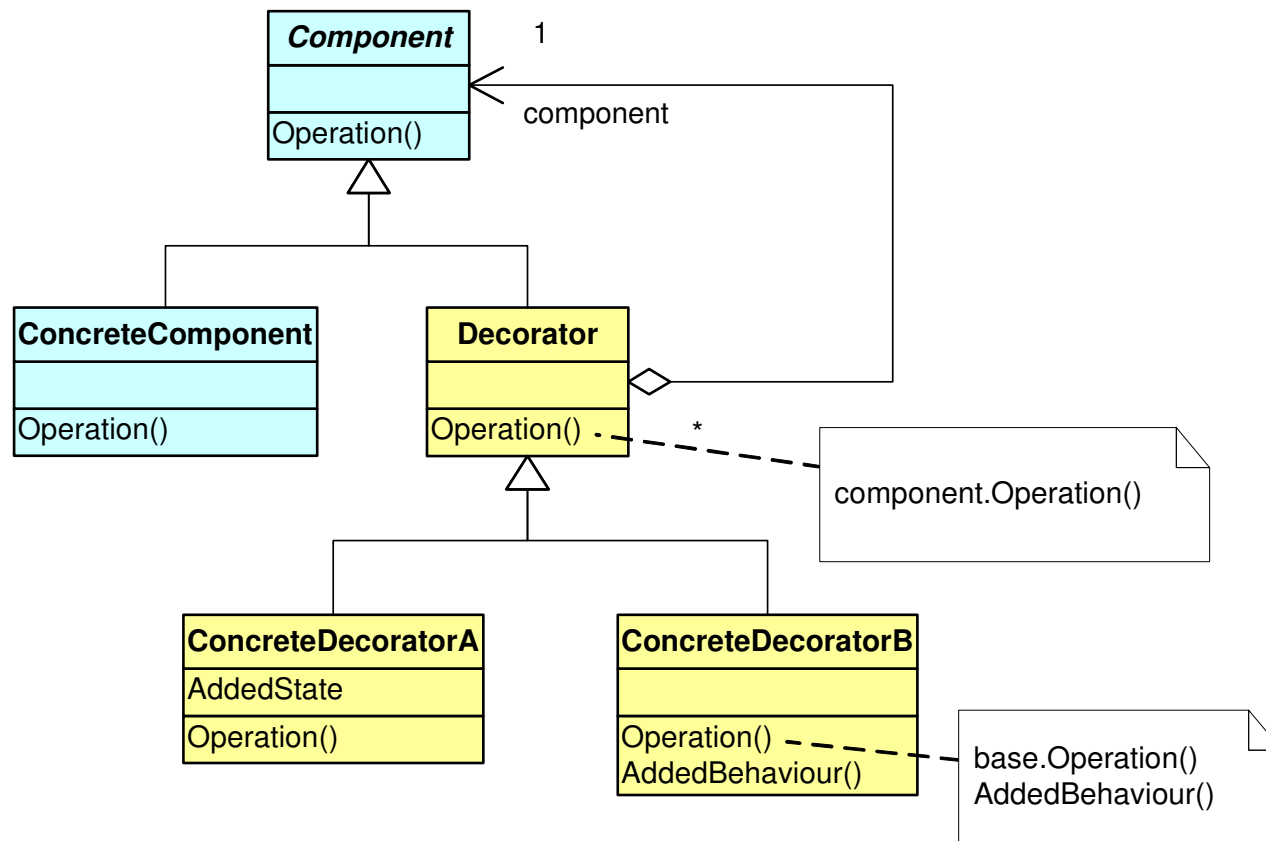 Component
1
component
Operation()
ConcreteComponent
Operation()
Decorator
Operation()
*
component.Operation()
ConcreteDecoratorA
AddedState
Operation()
ConcreteDecoratorB
Operation()
AddedBehaviour()
base.Operation()
AddedBehaviour()